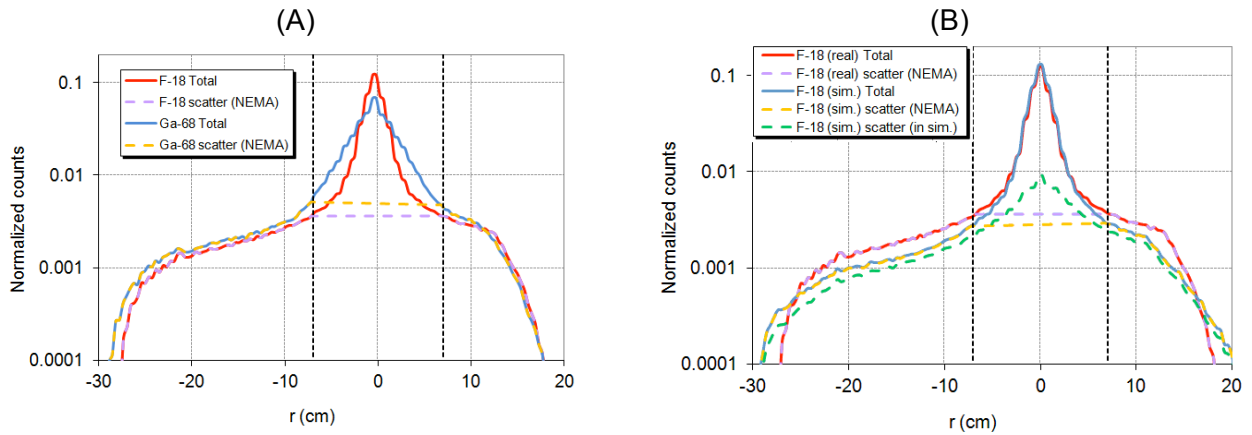 (A)
F-18 Total
F-18 scatter (NEMA)
Ga-68 Total
Ga-68 scatter (NEMA)
Normalized counts
0.1
0.01
0.001
0.0001
-30
-20
-10
0
10
20
r (cm)
(B)
F-18 (real) Total
F-18 (real) scatter (NEMA)
F-18 (sim.) Total
F-18 (sim.) scatter (NEMA)
F-18 (sim.) scatter (in sim.)
Normalized counts
0.1
0.01
0.001
0.0001
-30
-20
-10
0
10
20
r (cm)